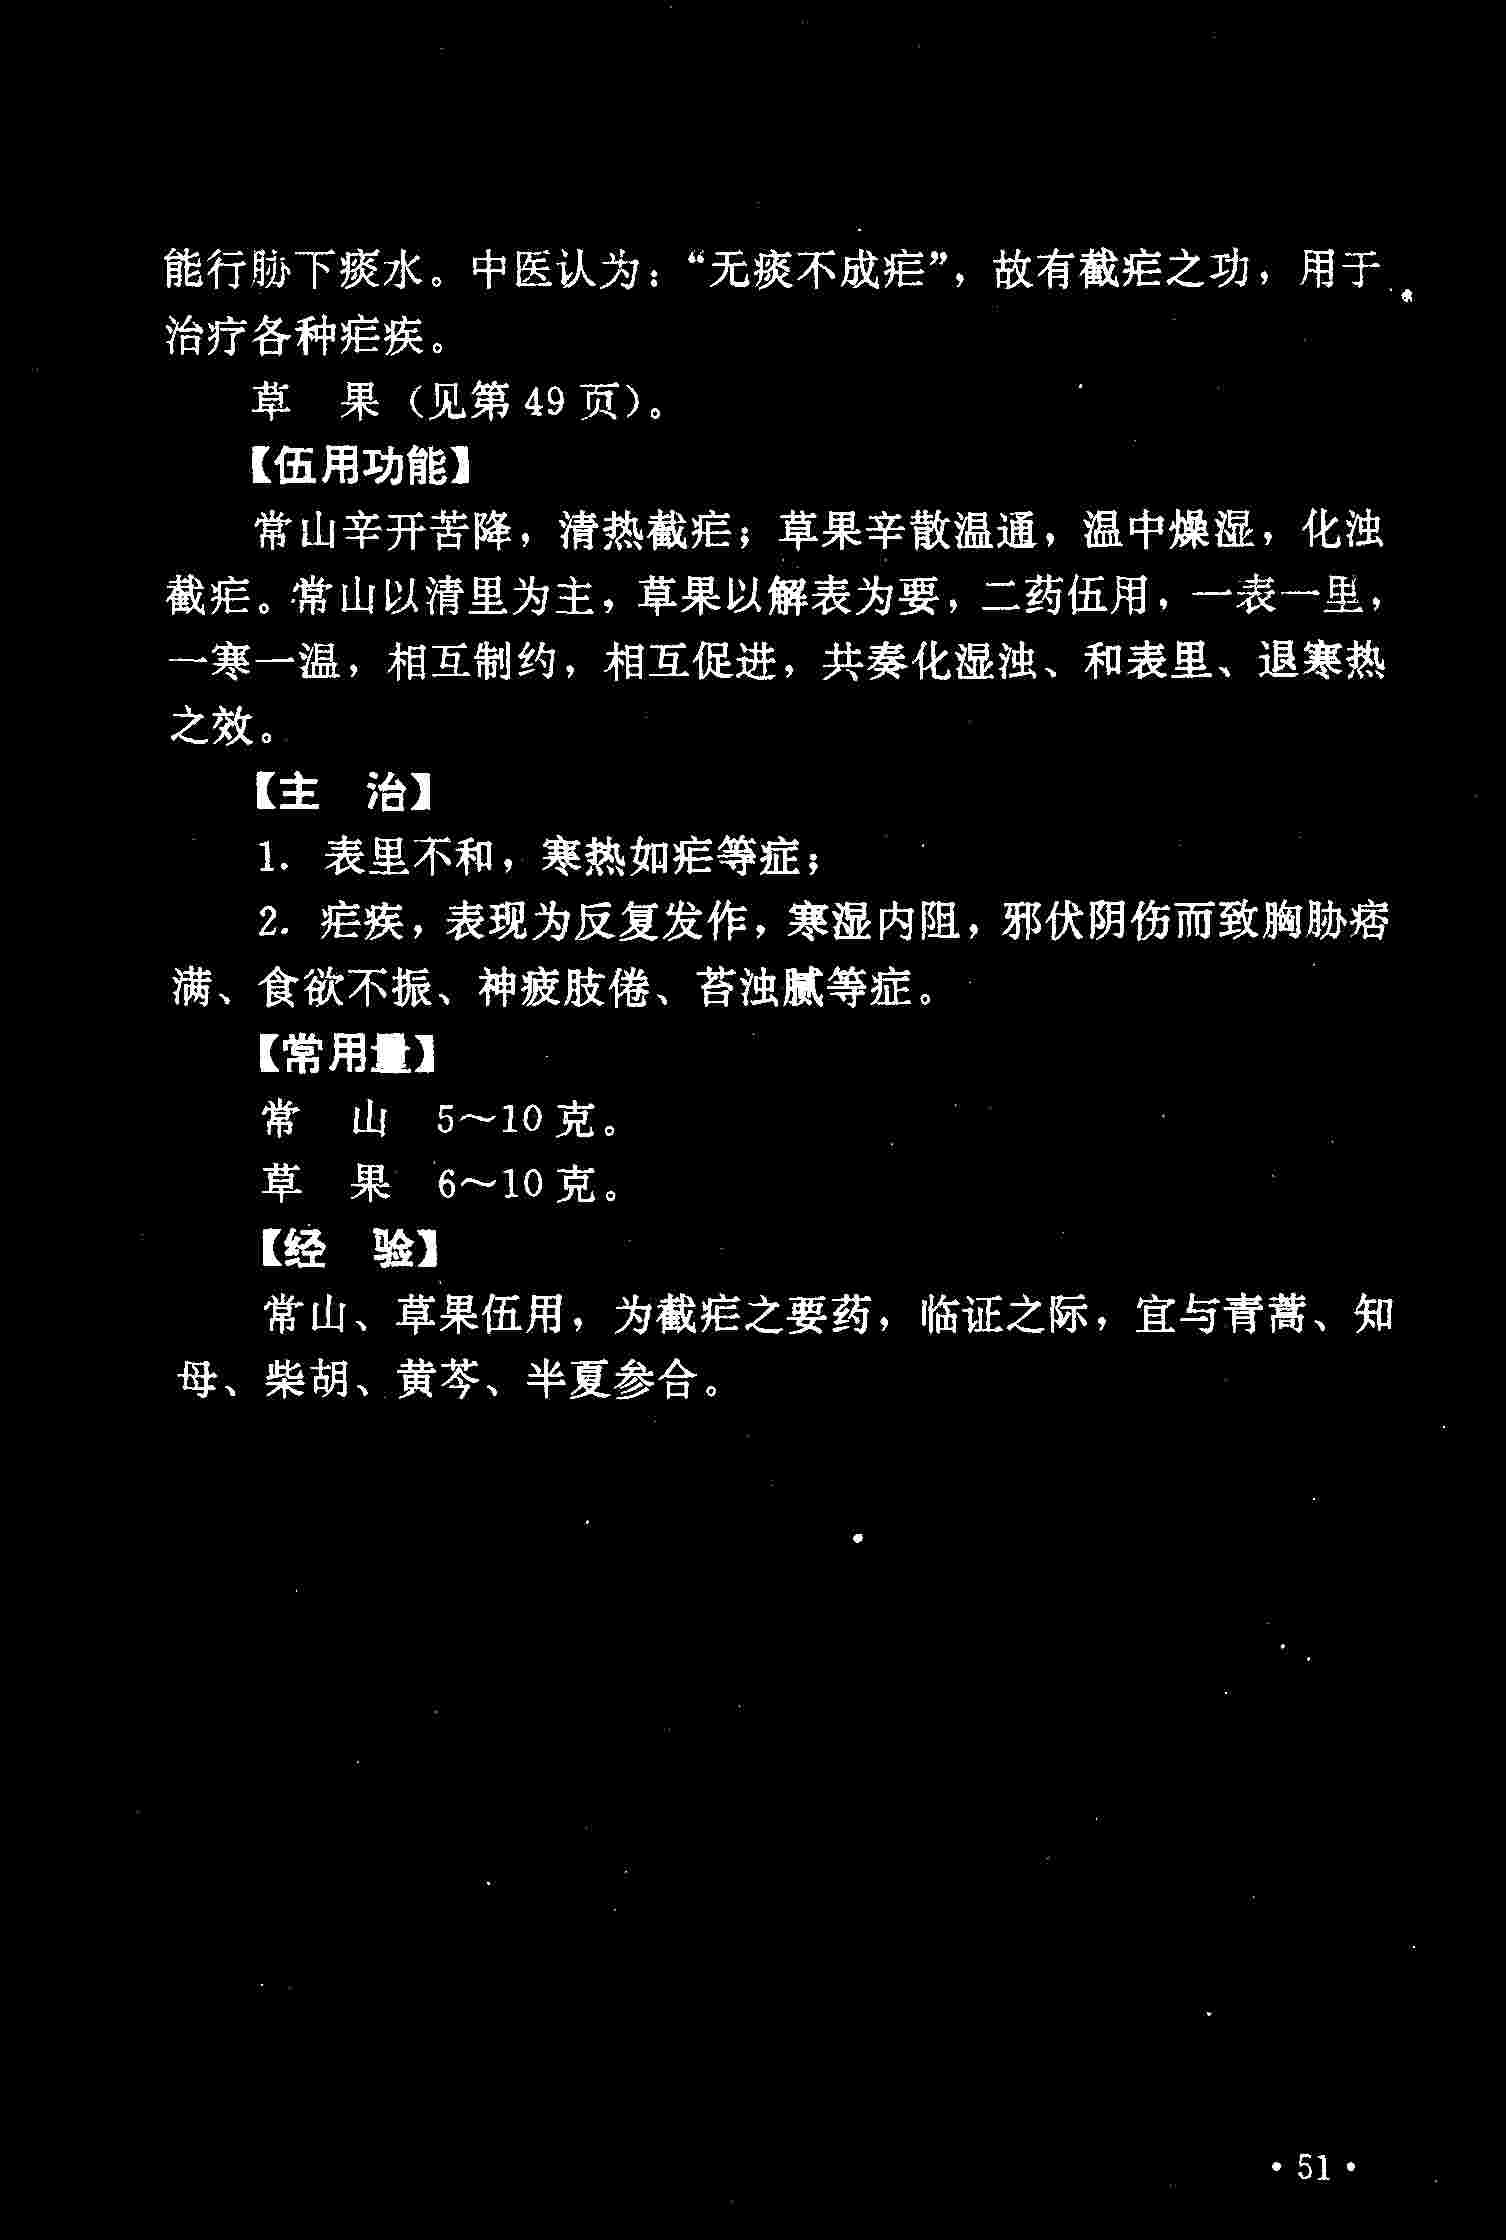 能行胁下痰水。中医认为：“无痰不成疟”，故有截疟之功，用于
治疗各种疟疾。
草　果（见第 49 页）。
【伍用功能】
常山辛开苦降，清热截疟；草果辛散温通，温中燥湿，化浊
截疟。常山以清里为主，草果以解表为要，二药伍用，一表一里，
一寒一温，相互制约，相互促进，共奏化湿浊、和表里、退寒热
之效。
【主　治】
1. 表里不和，寒热如疟等症；
2. 疟疾，表现为反复发作，寒湿内阻，邪伏阴伤而致胸胁痞
满、食欲不振、神疲肢倦、苔浊腻等症。
【常用量】
常　山　5～10 克。
草　果　6～10 克。
【经　验】
常山、草果伍用，为截疟之要药，临证之际，宜与青蒿、知
母、柴胡、黄芩、半夏参合。
· 51 ·